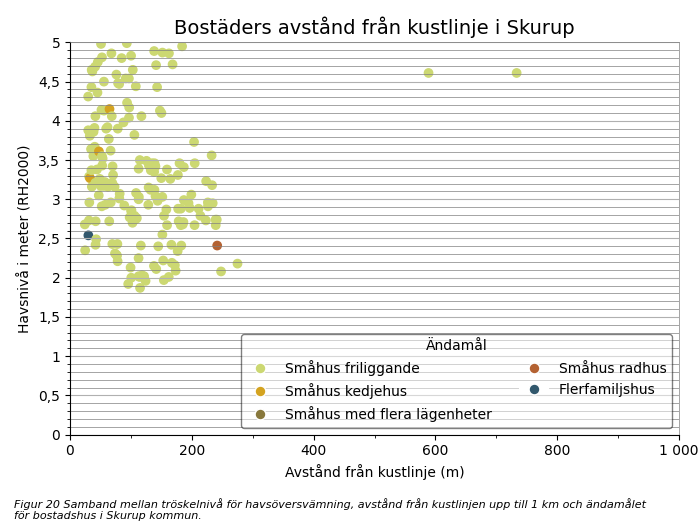 Bostäders avstånd från kustlinje i Skurup
Havsnivå i meter (RH2000)
5
4,5
4
3,5
3
2,5
2
1,5
1
0,5
0
0
200
400
600
800
1 000
Avstånd från kustlinje (m)
Ändamål
Småhus friliggande
Småhus kedjehus
Småhus med flera lägenheter
Småhus radhus
Flerfamiljshus
Figur 20 Samband mellan tröskelnivå för havsöversvämning, avstånd från kustlinjen upp till 1 km och ändamålet
för bostadshus i Skurup kommun.